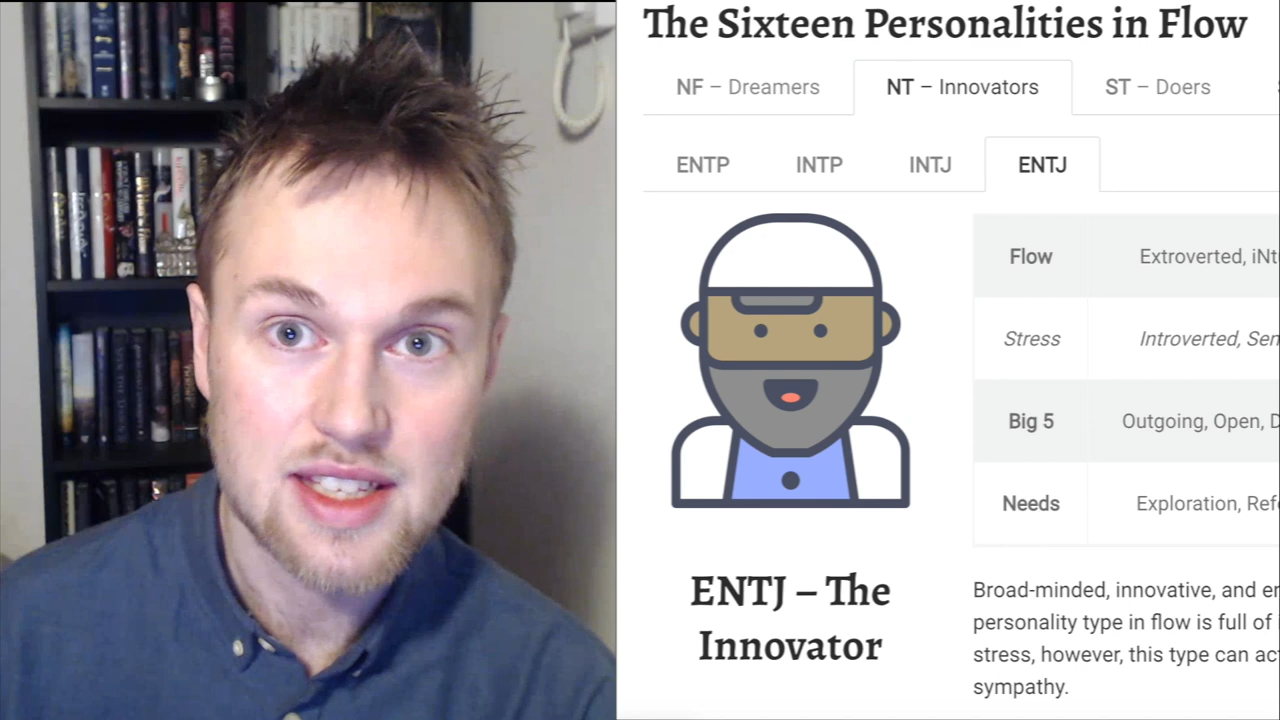 The Sixteen Personalities in Flow
NF – Dreamers
NT – Innovators
ST – Doers
ENTP
INTP
INTJ
ENTJ
Flow
Extroverted, iNt
Stress
Introverted, Sen
Big 5
Outgoing, Open, D
Needs
Exploration, Ref
ENTJ – The
Innovator
Broad-minded, innovative, and en
personality type in flow is full of
stress, however, this type can act
sympathy.